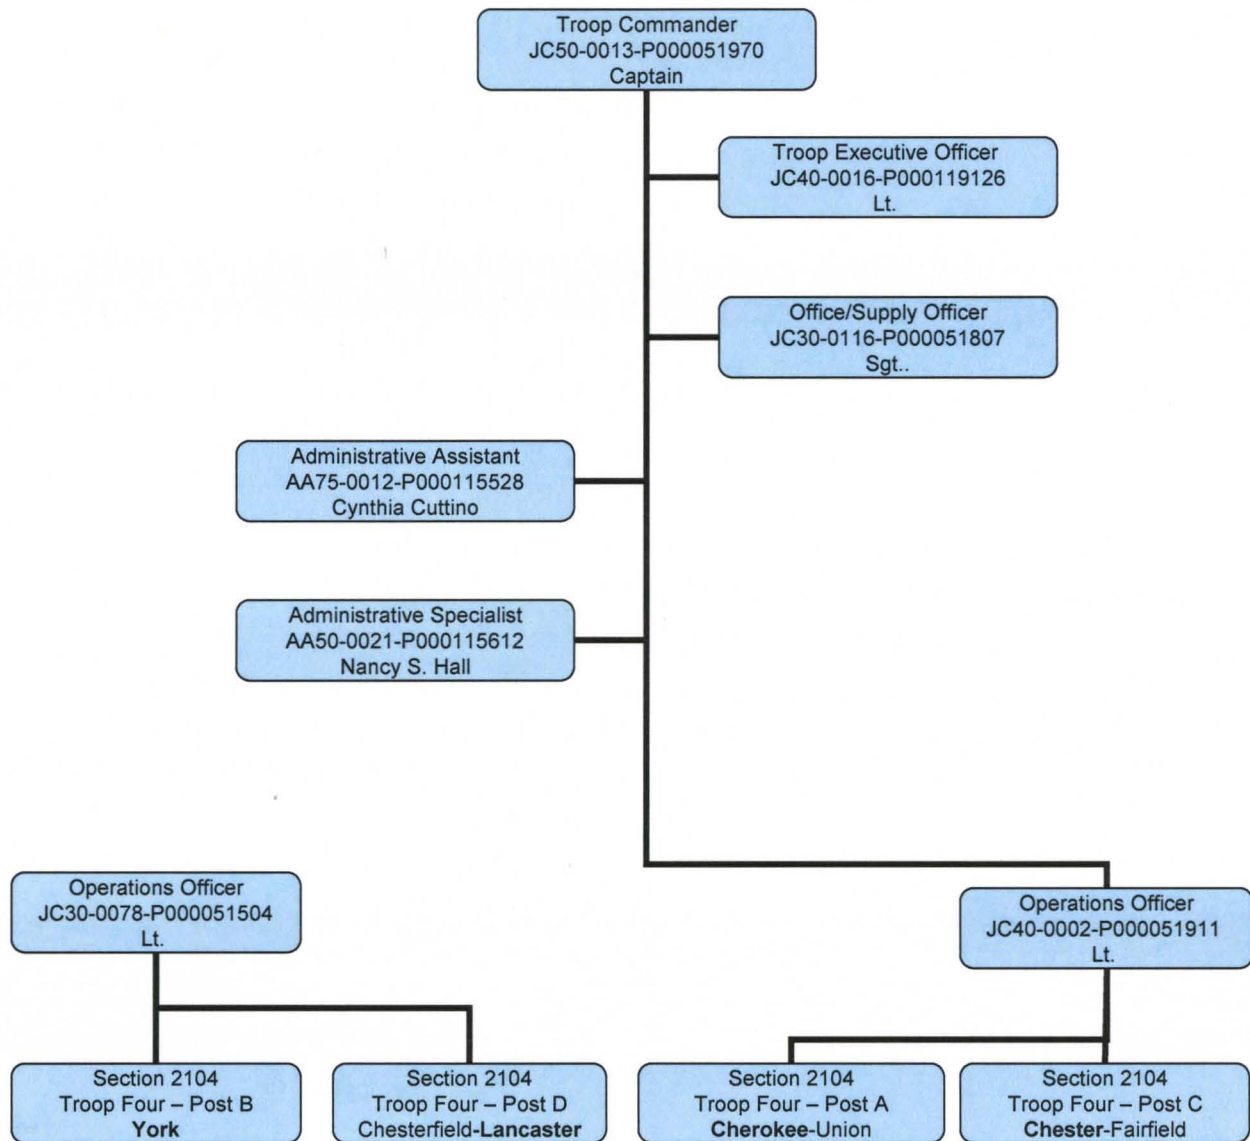 Troop Commander
JC50-0013-P000051970
Captain
Troop Executive Officer
JC40-0016-P000119126
Lt.
Office/Supply Officer
JC30-0116-P000051807
Sgt..
Administrative Assistant
AA75-0012-P000115528
Cynthia Cuttino
Administrative Specialist
AA50-0021-P000115612
Nancy S. Hall
Operations Officer
JC30-0078-P000051504
Lt.
Operations Officer
JC40-0002-P000051911
Lt.
Section 2104
Troop Four – Post B
York
Section 2104
Troop Four – Post D
Chesterfield-Lancaster
Section 2104
Troop Four – Post A
Cherokee-Union
Section 2104
Troop Four – Post C
Chester-Fairfield